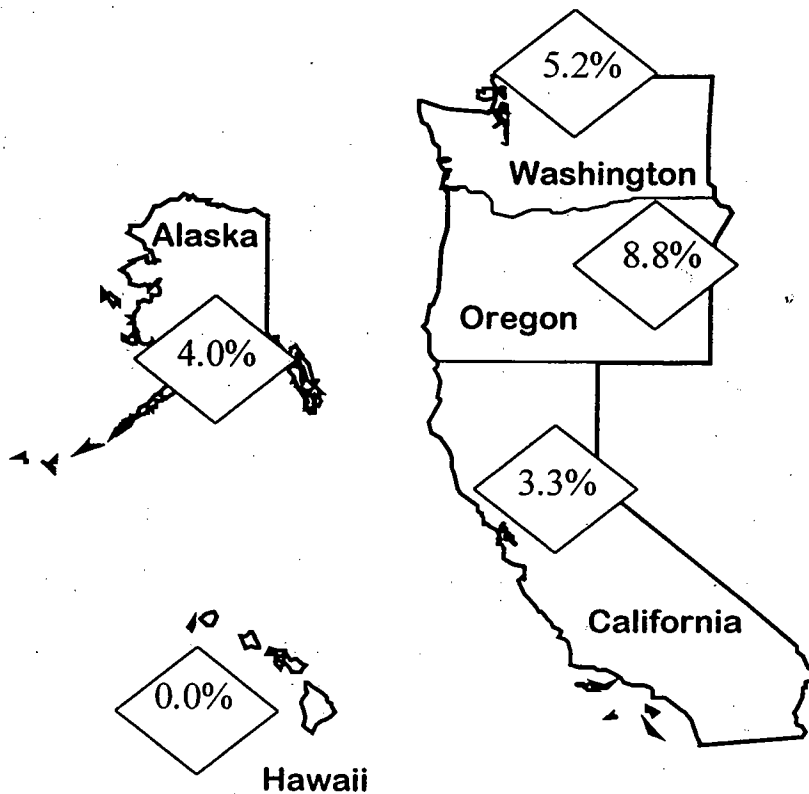 5.2%
Washington
Alaska
8.8%
Oregon
4.0%
3.3%
California
0.0%
Hawaii